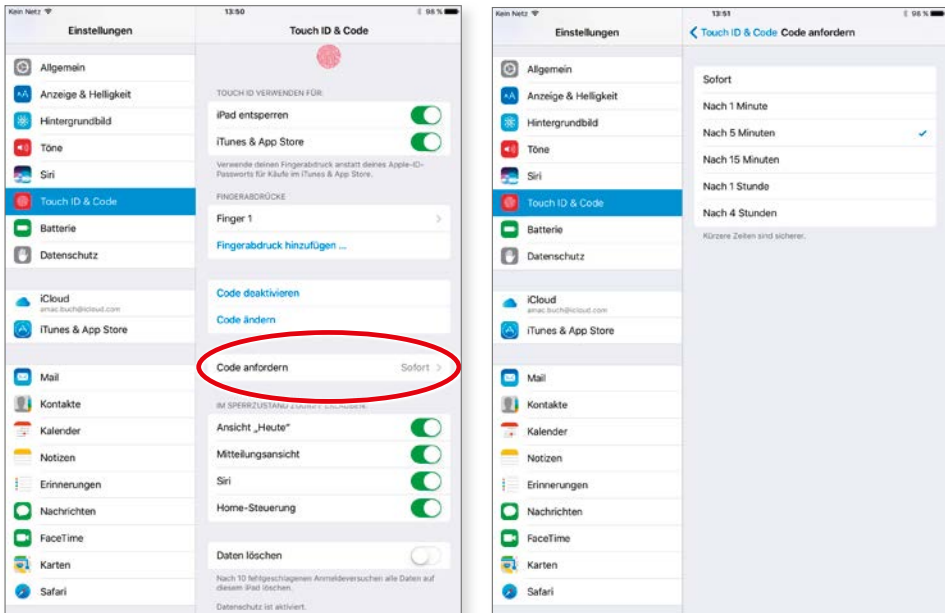 Kein Netz
13:50
98 %
Einstellungen
Allgemein
Anzeige & Helligkeit
Hintergrundbild
Töne
Siri
Touch ID & Code
Batterie
Datenschutz
iCloud
amac.buch@icloud.com
iTunes & App Store
Mail
Kontakte
Kalender
Notizen
Erinnerungen
Nachrichten
FaceTime
Karten
Safari
Touch ID & Code
TOUCH ID VERWENDEN FÜR:
iPad entsperren
iTunes & App Store
Verwende deinen Fingerabdruck anstatt deines Apple-ID-
Passworts für Käufe im iTunes & App Store.
FINGERABDRÜCKE
Finger 1
Fingerabdruck hinzufügen ...
Code deaktivieren
Code ändern
Code anfordern Sofort
IM SPERRZUSTAND ZUGRIFF ERLAUBEN:
Ansicht „Heute“
Mitteilungsansicht
Siri
Home-Steuerung
Daten löschen
Nach 10 fehlgeschlagenen Anmeldeversuchen alle Daten auf
diesem iPad löschen.
Datenschutz ist aktiviert.
Kein Netz
13:51
98 %
Einstellungen
Allgemein
Anzeige & Helligkeit
Hintergrundbild
Töne
Siri
Touch ID & Code
Batterie
Datenschutz
iCloud
amac.buch@icloud.com
iTunes & App Store
Mail
Kontakte
Kalender
Notizen
Erinnerungen
Nachrichten
FaceTime
Karten
Safari
Touch ID & Code Code anfordern
Sofort
Nach 1 Minute
Nach 5 Minuten
Nach 15 Minuten
Nach 1 Stunde
Nach 4 Stunden
Kürzere Zeiten sind sicherer.